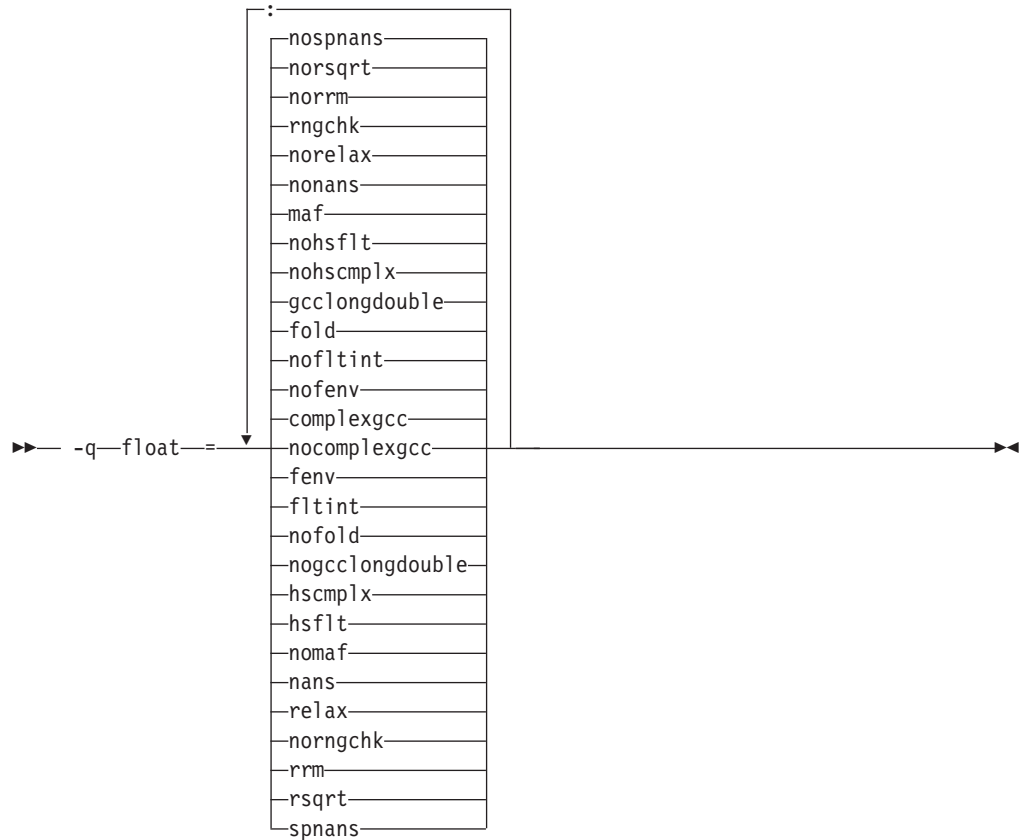 :
nospnans
norsqrt
norrm
rngchk
norelax
nonans
maf
nohsflt
nohscmplx
gcclongdouble
fold
nofltint
nofenv
complexgcc
-q float = nocomplexgcc
fenv
fltint
nofold
nogcclongdouble
hscmplx
hsflt
nomaf
nans
relax
norngchk
rrm
rsqrt
spnans